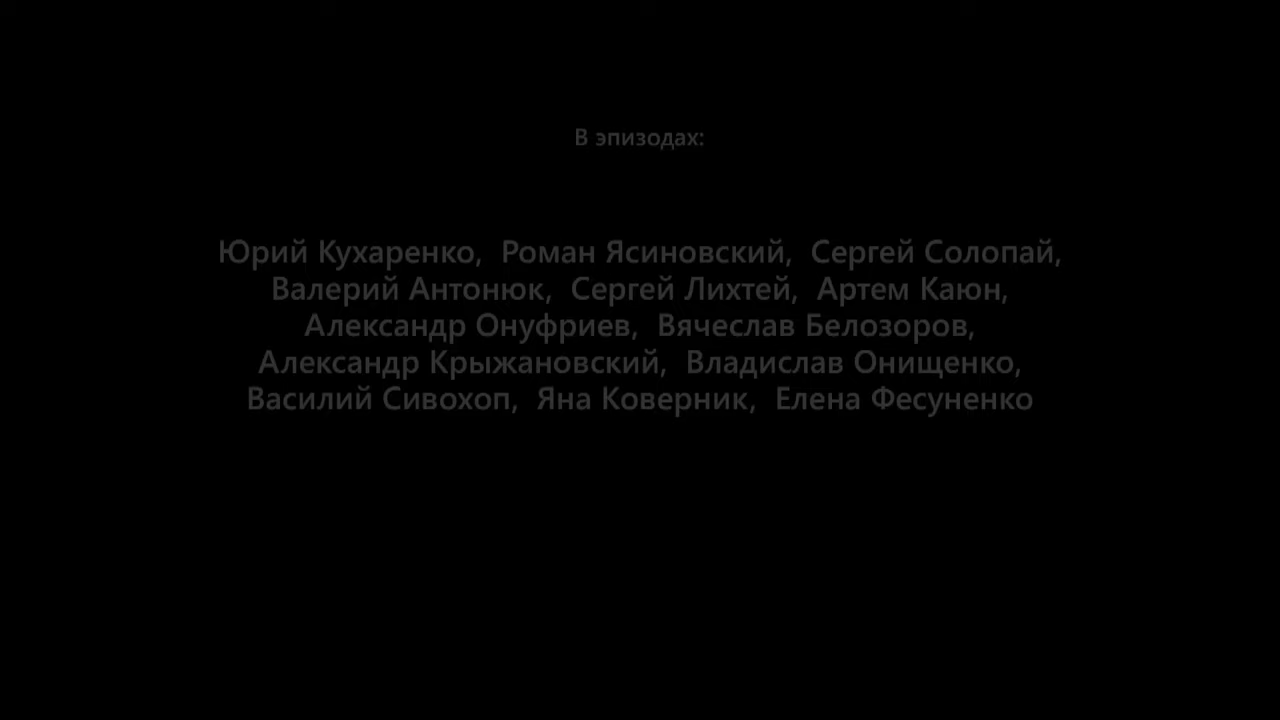 В эпизодах:
Юрий Кухаренко, Роман Ясиновский, Сергей Солопай,
Валерий Антонюк, Сергей Лихтей, Артем Каюн,
Александр Онуфриев, Вячеслав Белозоров,
Александр Крыжановский, Владислав Онищенко,
Василий Сивохоп, Яна Коверник, Елена Фесуненко